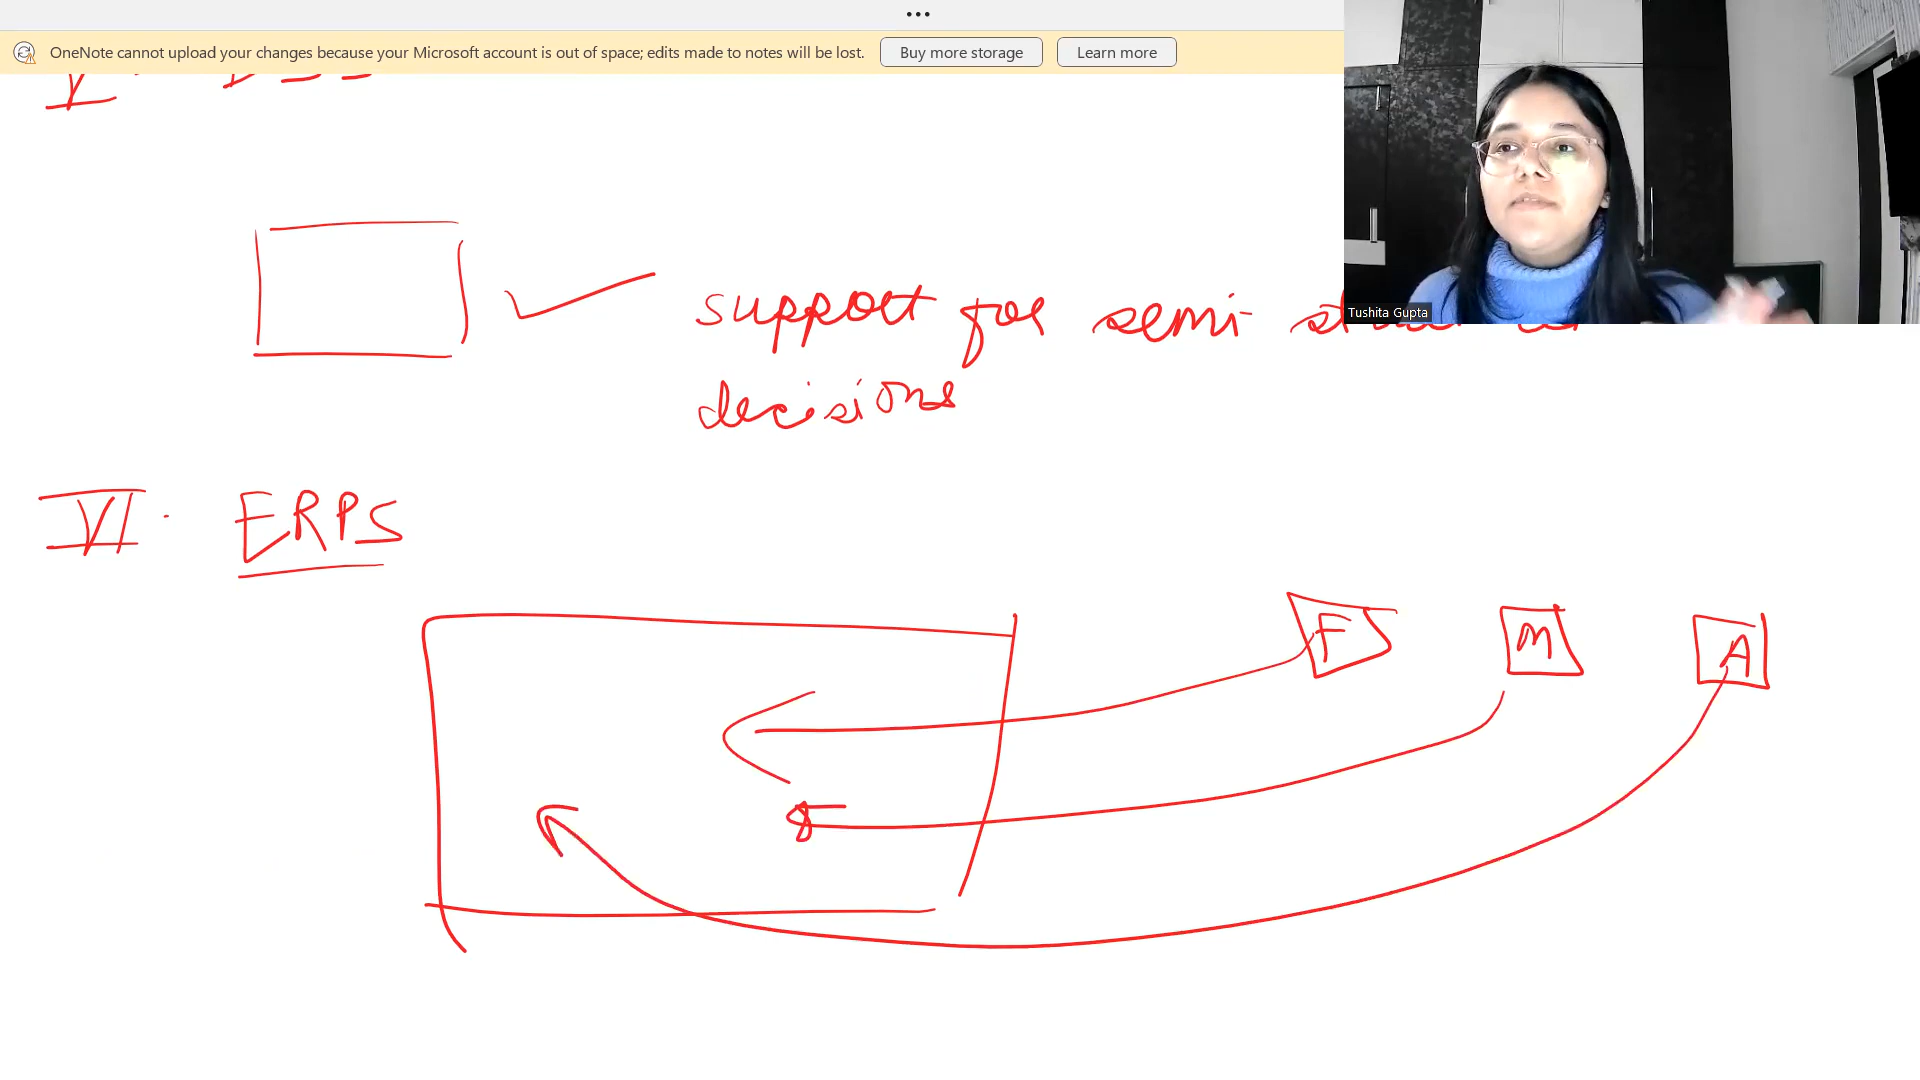 ...
OneNote cannot upload your changes because your Microsoft account is out of space; edits made to notes will be lost. Buy more storage Learn more
Tushita Gupta
support for semi-
decisions
VI. ERPS
F M A